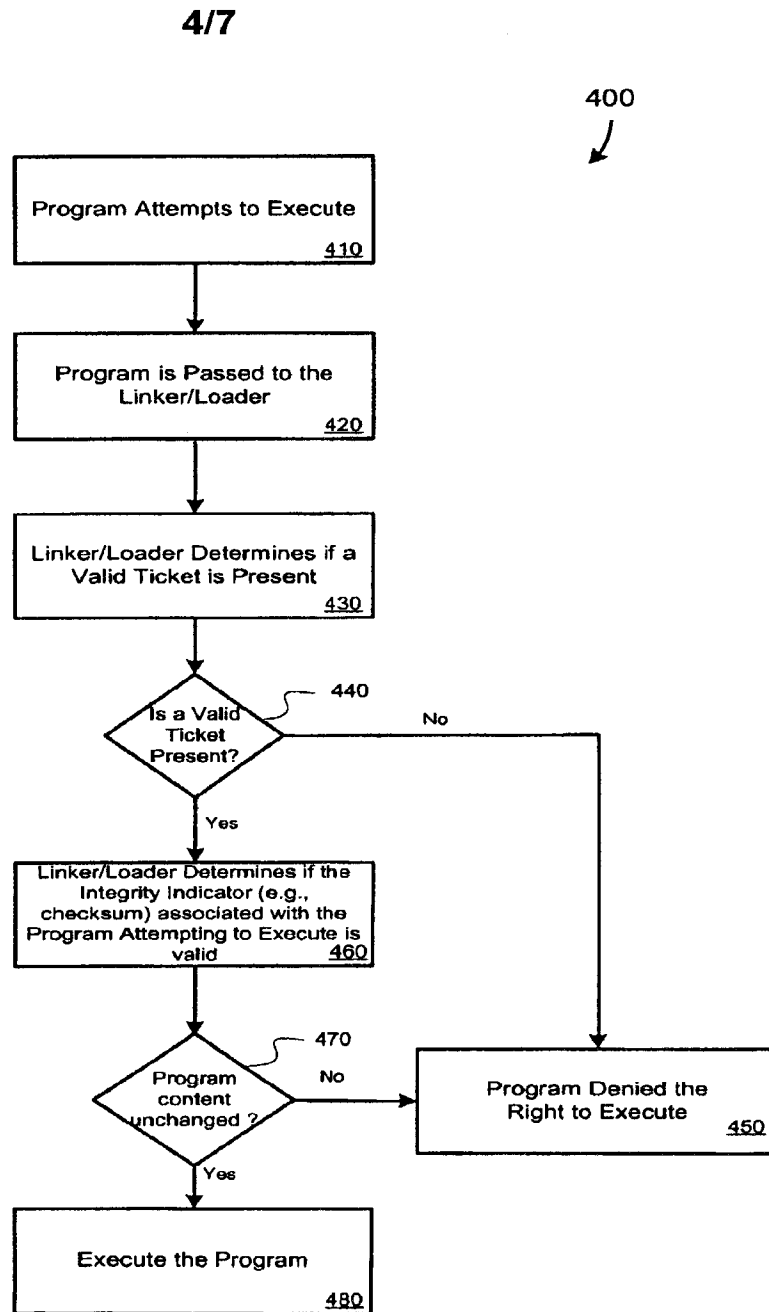 4/7
400
Program Attempts to Execute
410
Program is Passed to the
Linker/Loader
420
Linker/Loader Determines if a
Valid Ticket is Present
430
440
Is a Valid
Ticket
Present?
No
Yes
Linker/Loader Determines if the
Integrity Indicator (e.g.,
checksum) associated with the
Program Attempting to Execute is
valid
460
470
Program
content
unchanged ?
No
Yes
Program Denied the
Right to Execute
450
Execute the Program
480